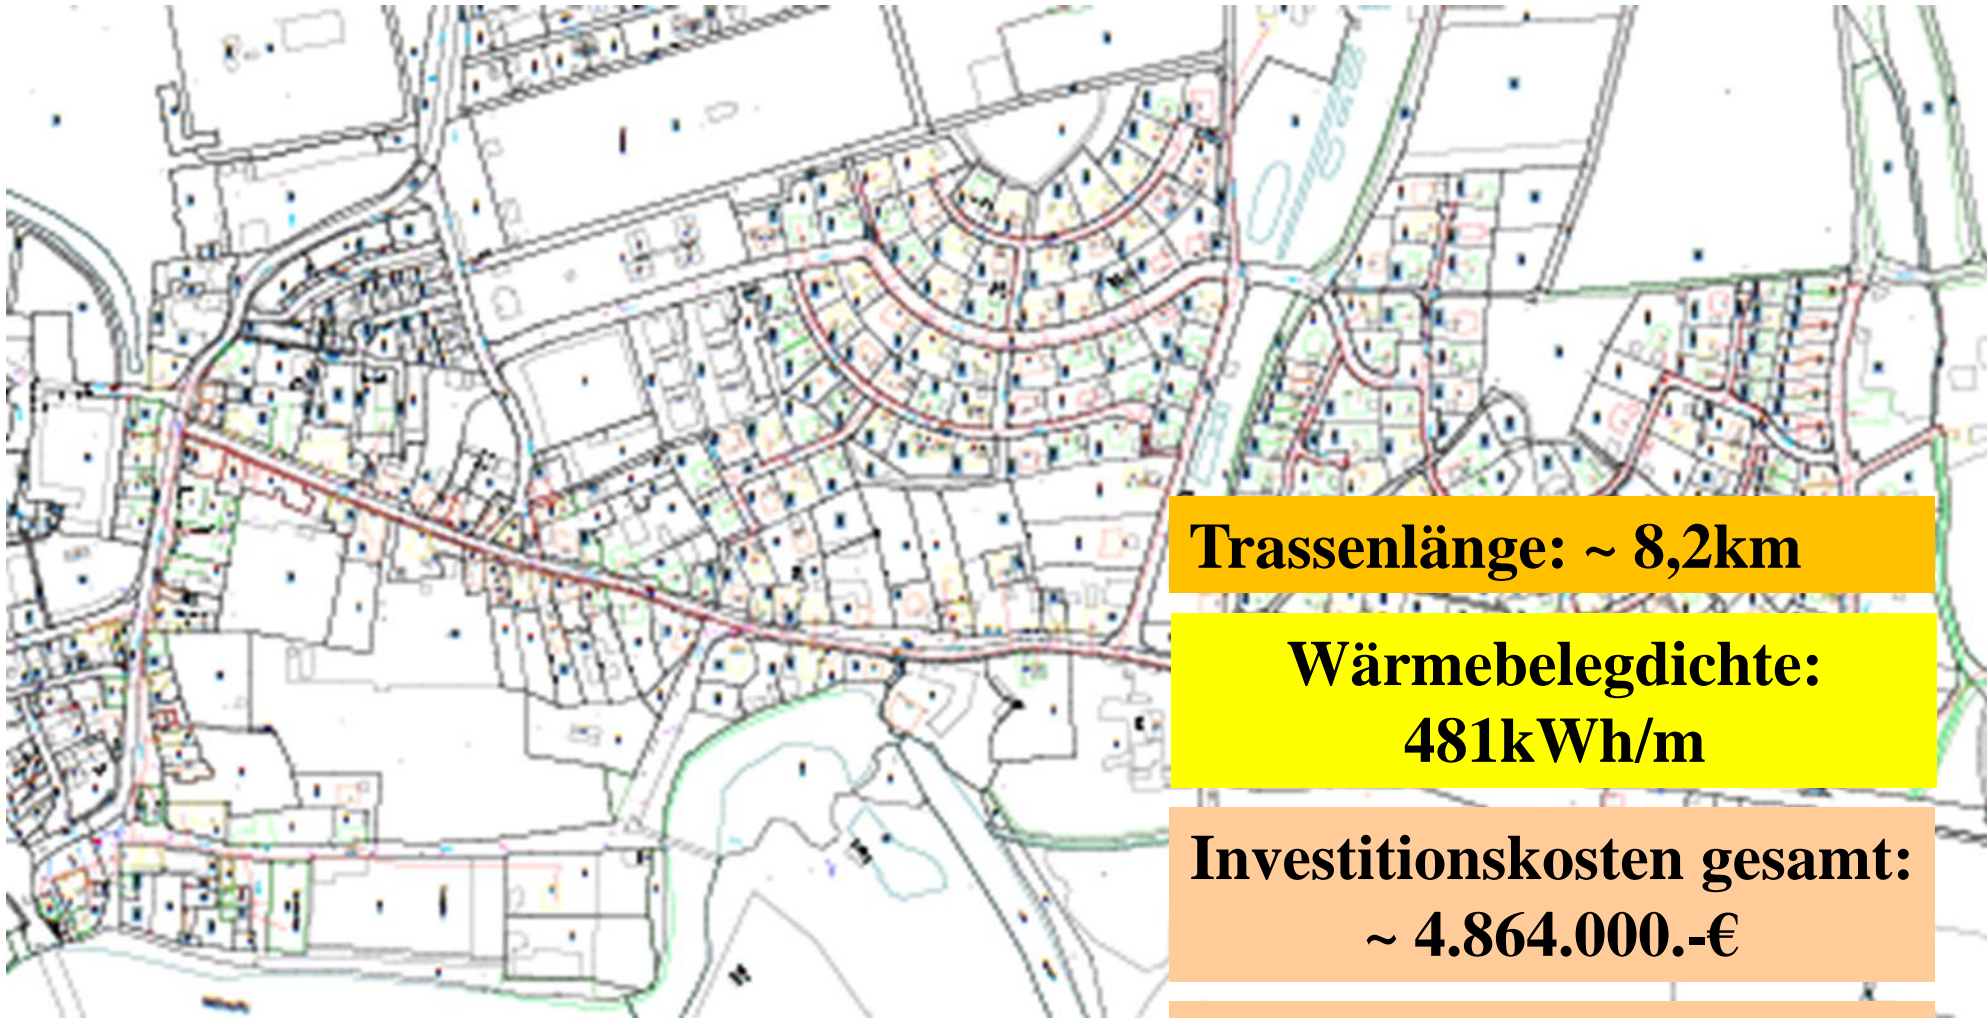 Trassenlänge: ~ 8,2km
Wärmebelegdichte:
481kWh/m
Investitionskosten gesamt:
~ 4.864.000.-€